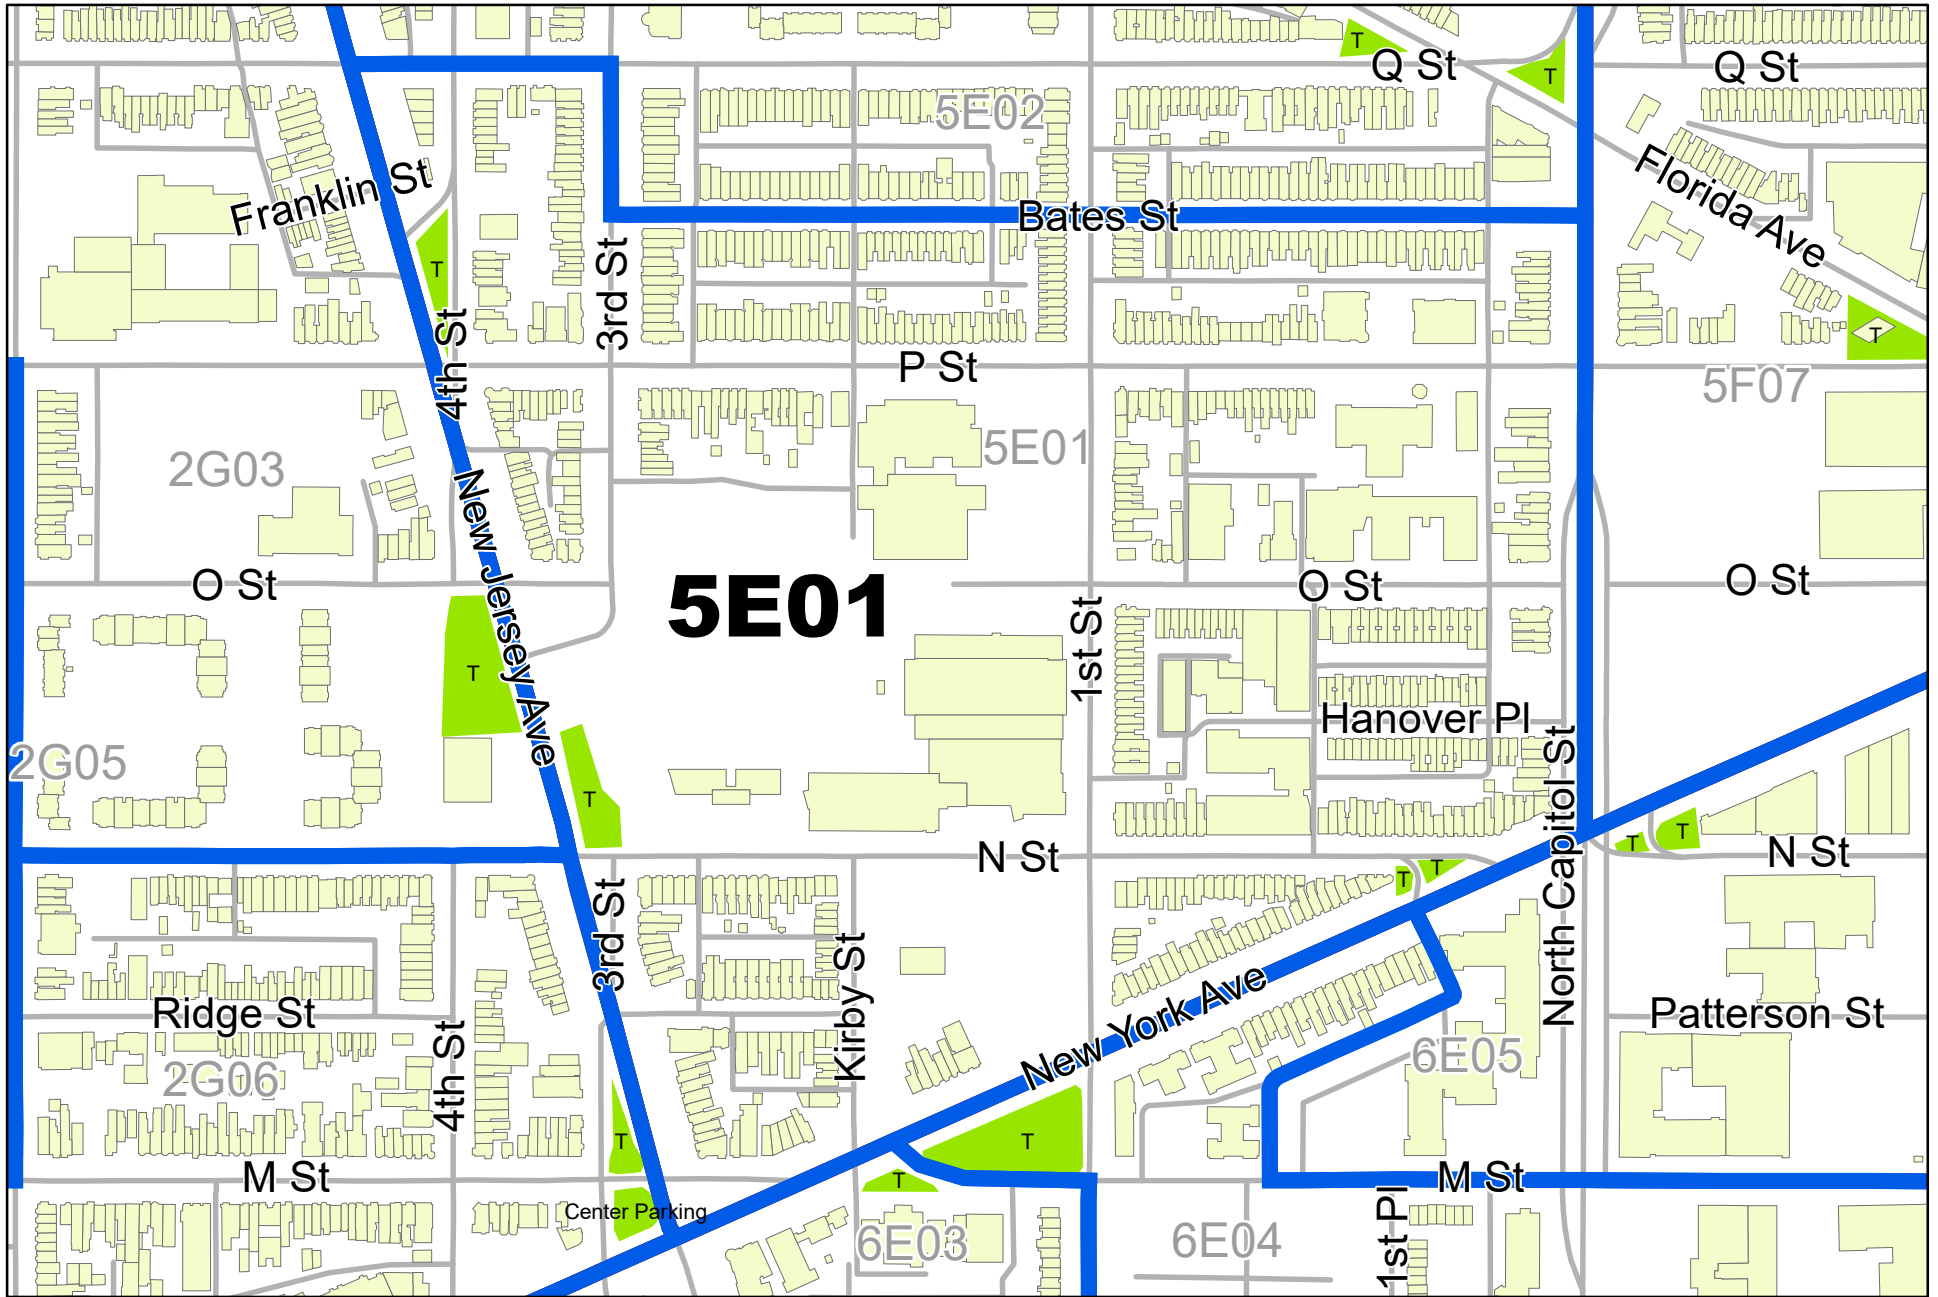 T
Q St
T
Q St
5E02
Franklin St
Bates St
Florida Ave
T
3rd St
4th St
T
P St
5F07
5E01
2G03
New Jersey Ave
O St
5E01
O St
O St
1st St
T
Hanover Pl
2G05
North Capitol St
T
T
T
N St
T
T
N St
3rd St
Kirby St
New York Ave
Ridge St
4th St
Patterson St
6E05
2G06
T
T
M St
T
M St
Center Parking
1st Pl
6E03
6E04